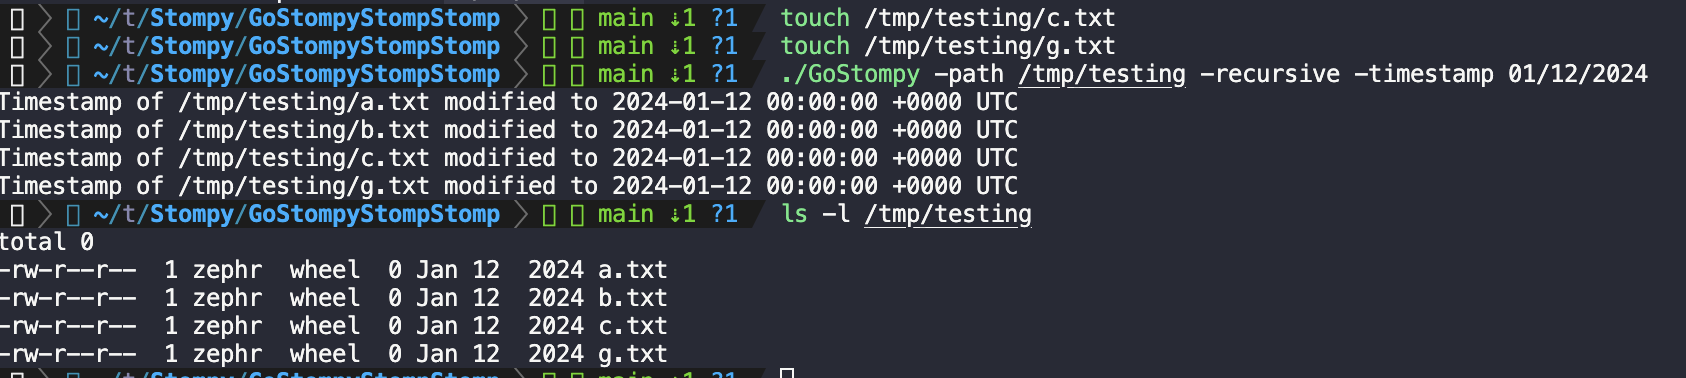 ~/t/Stompy/GoStompyStompStomp main ⇣1 ?1 touch /tmp/testing/c.txt
~/t/Stompy/GoStompyStompStomp main ⇣1 ?1 touch /tmp/testing/g.txt
~/t/Stompy/GoStompyStompStomp main ⇣1 ?1 ./GoStompy -path /tmp/testing -recursive -timestamp 01/12/2024
Timestamp of /tmp/testing/a.txt modified to 2024-01-12 00:00:00 +0000 UTC
Timestamp of /tmp/testing/b.txt modified to 2024-01-12 00:00:00 +0000 UTC
Timestamp of /tmp/testing/c.txt modified to 2024-01-12 00:00:00 +0000 UTC
Timestamp of /tmp/testing/g.txt modified to 2024-01-12 00:00:00 +0000 UTC
~/t/Stompy/GoStompyStompStomp main ⇣1 ?1 ls -l /tmp/testing
total 0
-rw-r--r-- 1 zephr wheel 0 Jan 12 2024 a.txt
-rw-r--r-- 1 zephr wheel 0 Jan 12 2024 b.txt
-rw-r--r-- 1 zephr wheel 0 Jan 12 2024 c.txt
-rw-r--r-- 1 zephr wheel 0 Jan 12 2024 g.txt
~/t/Stompy/GoStompyStompStomp main ⇣1 ?1